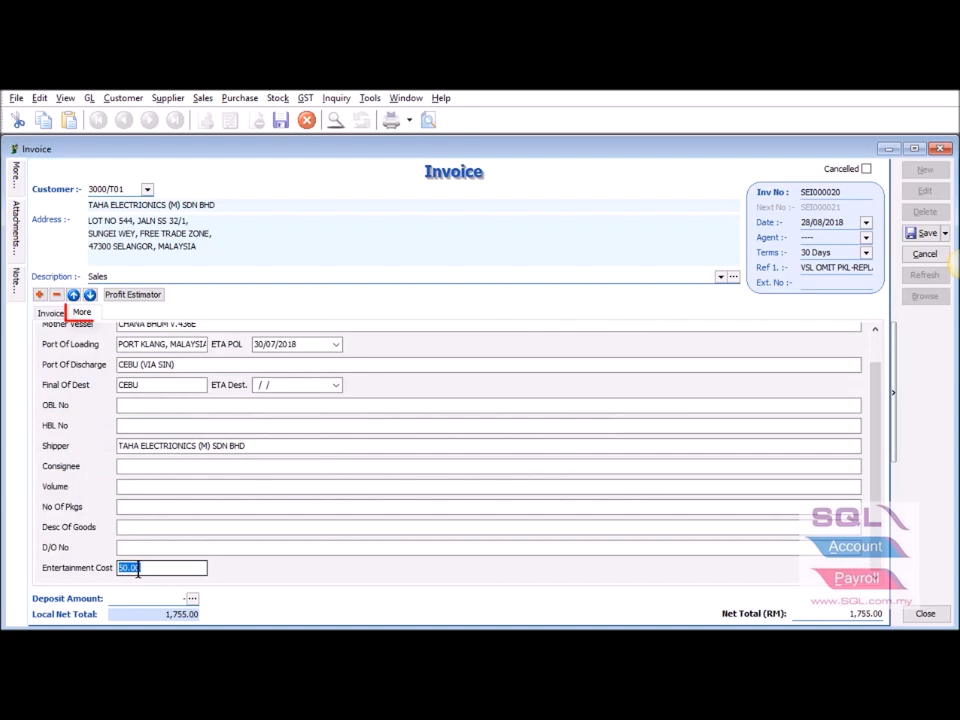 File Edit View GL Customer Supplier Sales Purchase Stock GST Inquiry Tools Window Help
Invoice
More...
Attachments...
Note...
Invoice
Cancelled
Customer :- 3000/T01
TAHA ELECTRIONICS (M) SDN BHD
Address :- LOT NO 544, JALN SS 32/1,
SUNGEI WEY, FREE TRADE ZONE,
47300 SELANGOR, MALAYSIA
Description :- Sales
Inv No : SEI000020
Next No :- SEI000021
Date :- 28/08/2018
Agent :- ----
Terms :- 30 Days
Ref 1. : VSL OMIT PKL-REPL
Ext. No :-
New
Edit
Delete
Save
Cancel
Refresh
Browse
Profit Estimator
Invoice More
Mother Vessel CHANA BHUM V.436E
Port Of Loading PORT KLANG, MALAYSIA ETA POL 30/07/2018
Port Of Discharge CEBU (VIA SIN)
Final Of Dest CEBU ETA Dest. / /
OBL No
HBL No
Shipper TAHA ELECTRIONICS (M) SDN BHD
Consignee
Volume
No Of Pkgs
Desc Of Goods
D/O No
Entertainment Cost 50.00
SQL
Account
Payroll
www.SQL.com.my
Deposit Amount: -
Local Net Total: 1,755.00
Net Total (RM): 1,755.00
Close